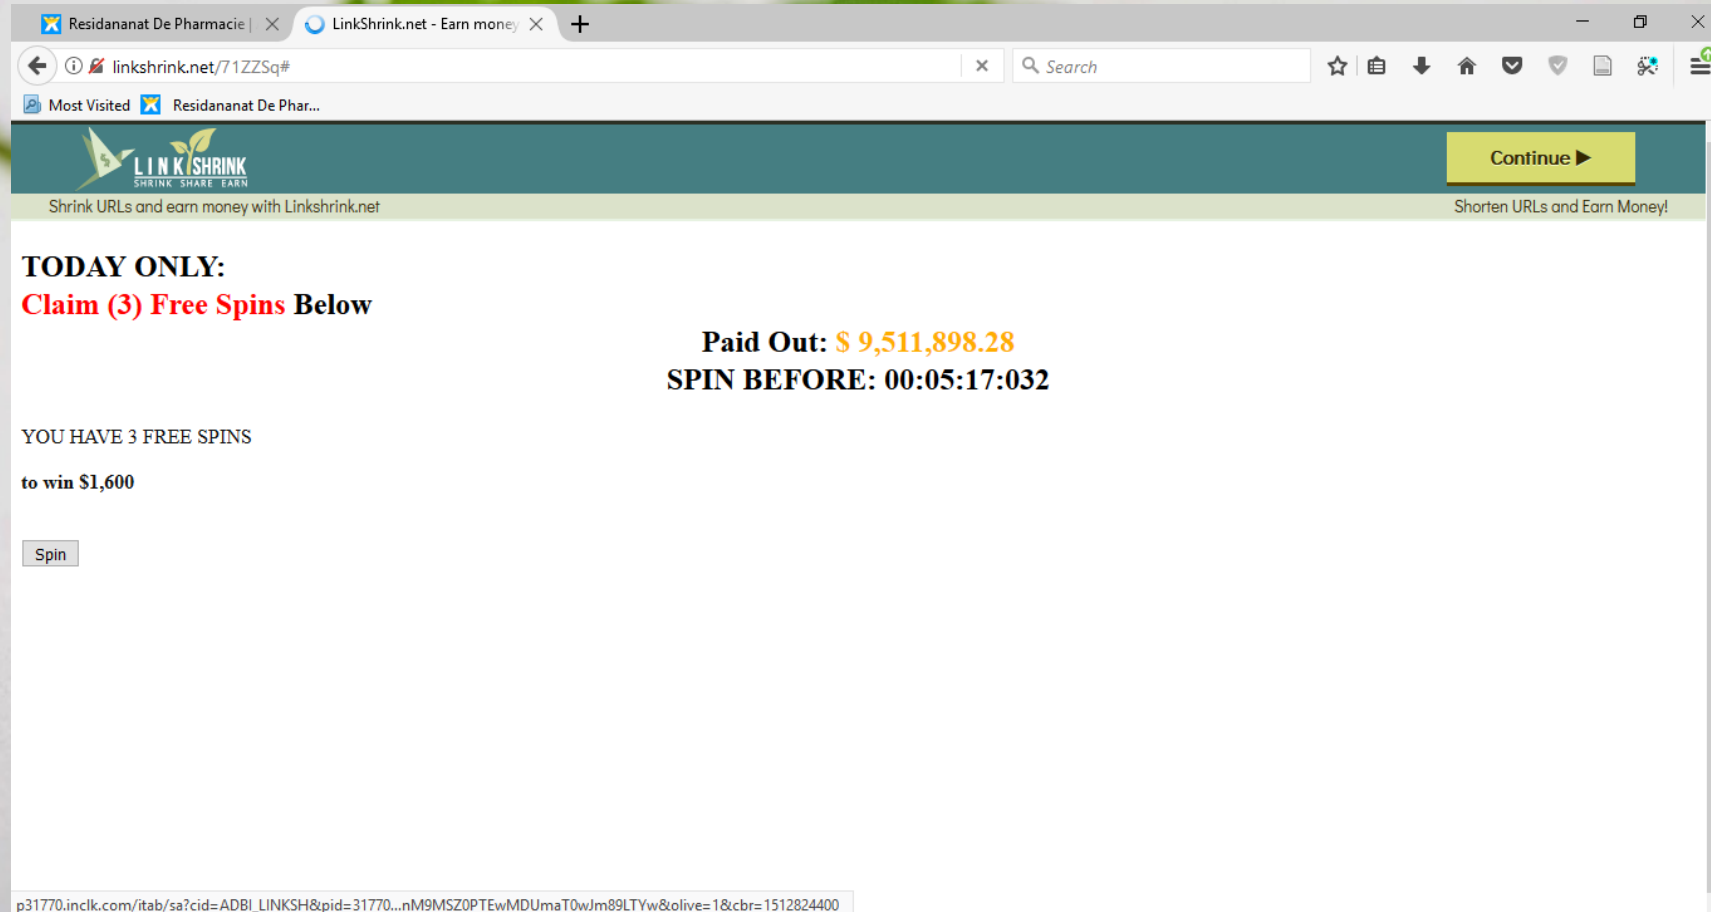 Residananat De Pharmacie |
LinkShrink.net - Earn money
linkshrink.net/71ZZSq#
Search
Most Visited
Residananat De Phar...
LINKSHRINK
SHRINK SHARE EARN
Continue
Shrink URLs and earn money with Linkshrink.net
Shorten URLs and Earn Money!
TODAY ONLY:
Claim (3) Free Spins Below
Paid Out: $ 9,511,898.28
SPIN BEFORE: 00:05:17:032
YOU HAVE 3 FREE SPINS
to win $1,600
Spin
p31770.inclk.com/itab/sa?cid=ADBI_LINKSH&pid=31770...nM9MSZ0PTEwMDUmaT0wJm89LTYw&olive=1&cbr=1512824400